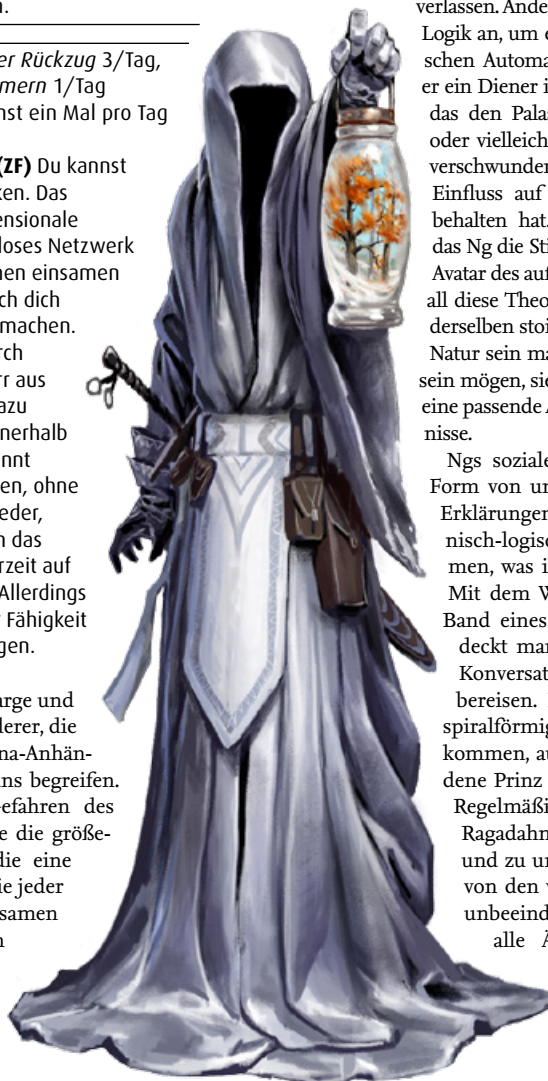 n.
er Rückzug 3/Tag,
mern 1/Tag
nst ein Mal pro Tag
(ZF) Du kannst
ken. Das
ensionale
loses Netzwerk
nen einsamen
ch dich
machen.
rch
rr aus
azu
nerhalb
nnt
en, ohne
eder,
n das
rzeit auf
Allerdings
r Fähigkeit
gen.
arge und
derer, die
na-Anhän-
ns begreifen.
efahren des
e die größe-
die eine
ie jeder
samen
n
verlassen. Ande
Logik an, um e
schen Automa
er ein Diener i
das den Palas
oder vielleich
verschwunde
Einfluss auf
behalten hat.
das Ng die Sti
Avatar des auf
all diese Theo
derselben stoi
Natur sein ma
sein mögen, sie
eine passende A
nisse.
Ngs soziale
Form von un
Erklärungen
nisch-logisc
men, was i
Mit dem W
Band eines
deckt mar
Konversat
bereisen.
spiralförmig
kommen, au
dene Prinz
Regelmäßi
Ragadahn
und zu un
von den v
unbeeind
alle Ä